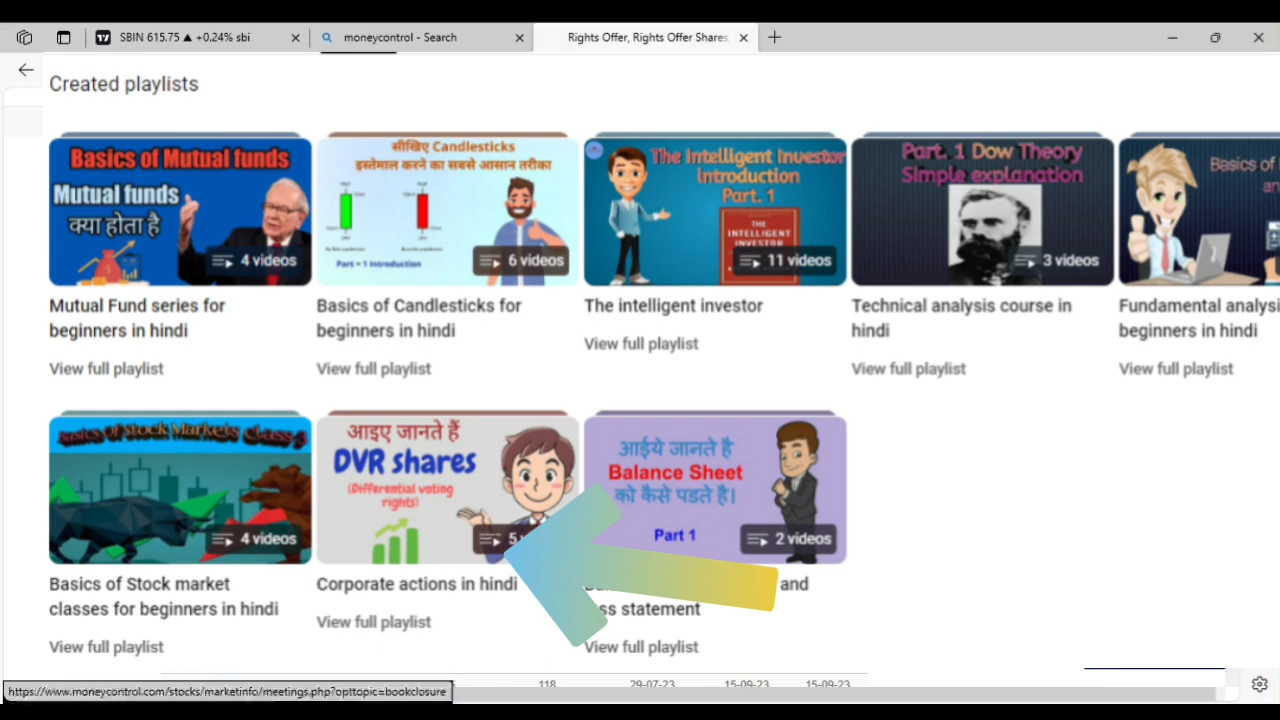 SBIN 615.75 ▲ +0.24% sbi
moneycontrol - Search
Rights Offer, Rights Offer Shares,
Created playlists
Basics of Mutual funds
Mutual funds
क्या होता है
4 videos
Mutual Fund series for
beginners in hindi
View full playlist
सीखिए Candlesticks
इस्तेमाल करने का सबसे आसान तरीका
Part = 1 Introduction
6 videos
Basics of Candlesticks for
beginners in hindi
View full playlist
The Intelligent Investor
introduction
Part. 1
THE
INTELLIGENT
INVESTOR
11 videos
The intelligent investor
View full playlist
Part. 1 Dow Theory
Simple explanation
3 videos
Technical analysis course in
hindi
View full playlist
Basics of
Fundamental analysi
beginners in hindi
View full playlist
Basics of Stock Markets Class-5
4 videos
Basics of Stock market
classes for beginners in hindi
View full playlist
आइए जानते हैं
DVR shares
(Differential voting
rights)
5
Corporate actions in hindi
View full playlist
आईये जानते है
Balance Sheet
को कैसे पडते है।
Part 1
2 videos
and
ss statement
View full playlist
https://www.moneycontrol.com/stocks/marketinfo/meetings.php?opttopic=bookclosure
118 29-07-23 15-09-23 15-09-23